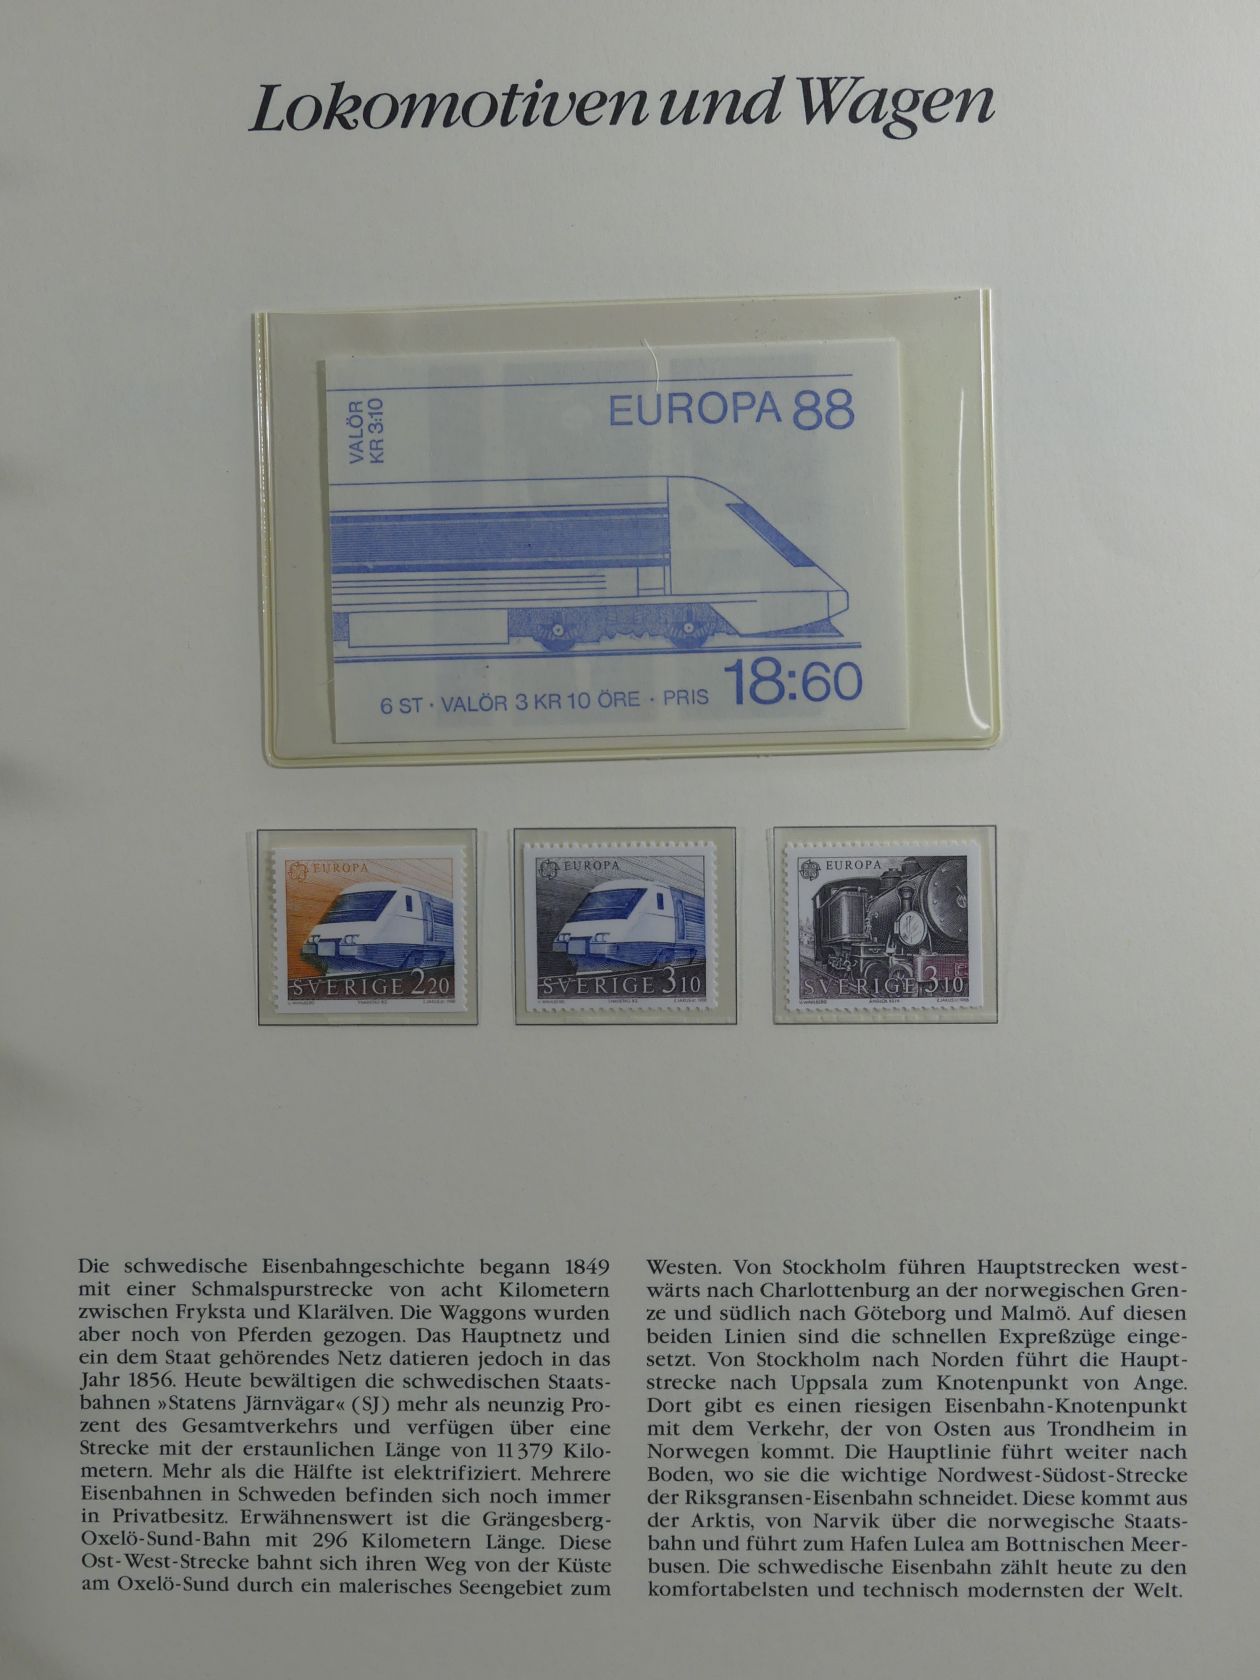 Lokomotiven und Wagen
VALÖR
KR 3:10
EUROPA 88
6 ST · VALÖR 3 KR 10 ÖRE · PRIS 18:60
EUROPA
SVERIGE 2 20
EUROPA
SVERIGE 3 10
EUROPA
SVERIGE 3 10
Die schwedische Eisenbahngeschichte begann 1849
mit einer Schmalspurstrecke von acht Kilometern
zwischen Fryksta und Klarälven. Die Waggons wurden
aber noch von Pferden gezogen. Das Hauptnetz und
ein dem Staat gehörendes Netz datieren jedoch in das
Jahr 1856. Heute bewältigen die schwedischen Staats-
bahnen »Statens Järnvägar« (SJ) mehr als neunzig Pro-
zent des Gesamtverkehrs und verfügen über eine
Strecke mit der erstaunlichen Länge von 11 379 Kilo-
metern. Mehr als die Hälfte ist elektrifiziert. Mehrere
Eisenbahnen in Schweden befinden sich noch immer
in Privatbesitz. Erwähnenswert ist die Grängesberg-
Oxelö-Sund-Bahn mit 296 Kilometern Länge. Diese
Ost-West-Strecke bahnt sich ihren Weg von der Küste
am Oxelö-Sund durch ein malerisches Seengebiet zum
Westen. Von Stockholm führen Hauptstrecken west-
wärts nach Charlottenburg an der norwegischen Gren-
ze und südlich nach Göteborg und Malmö. Auf diesen
beiden Linien sind die schnellen Expreßzüge einge-
setzt. Von Stockholm nach Norden führt die Haupt-
strecke nach Uppsala zum Knotenpunkt von Ange.
Dort gibt es einen riesigen Eisenbahn-Knotenpunkt
mit dem Verkehr, der von Osten aus Trondheim in
Norwegen kommt. Die Hauptlinie führt weiter nach
Boden, wo sie die wichtige Nordwest-Südost-Strecke
der Riksgransen-Eisenbahn schneidet. Diese kommt aus
der Arktis, von Narvik über die norwegische Staats-
bahn und führt zum Hafen Lulea am Bottnischen Meer-
busen. Die schwedische Eisenbahn zählt heute zu den
komfortabelsten und technisch modernsten der Welt.